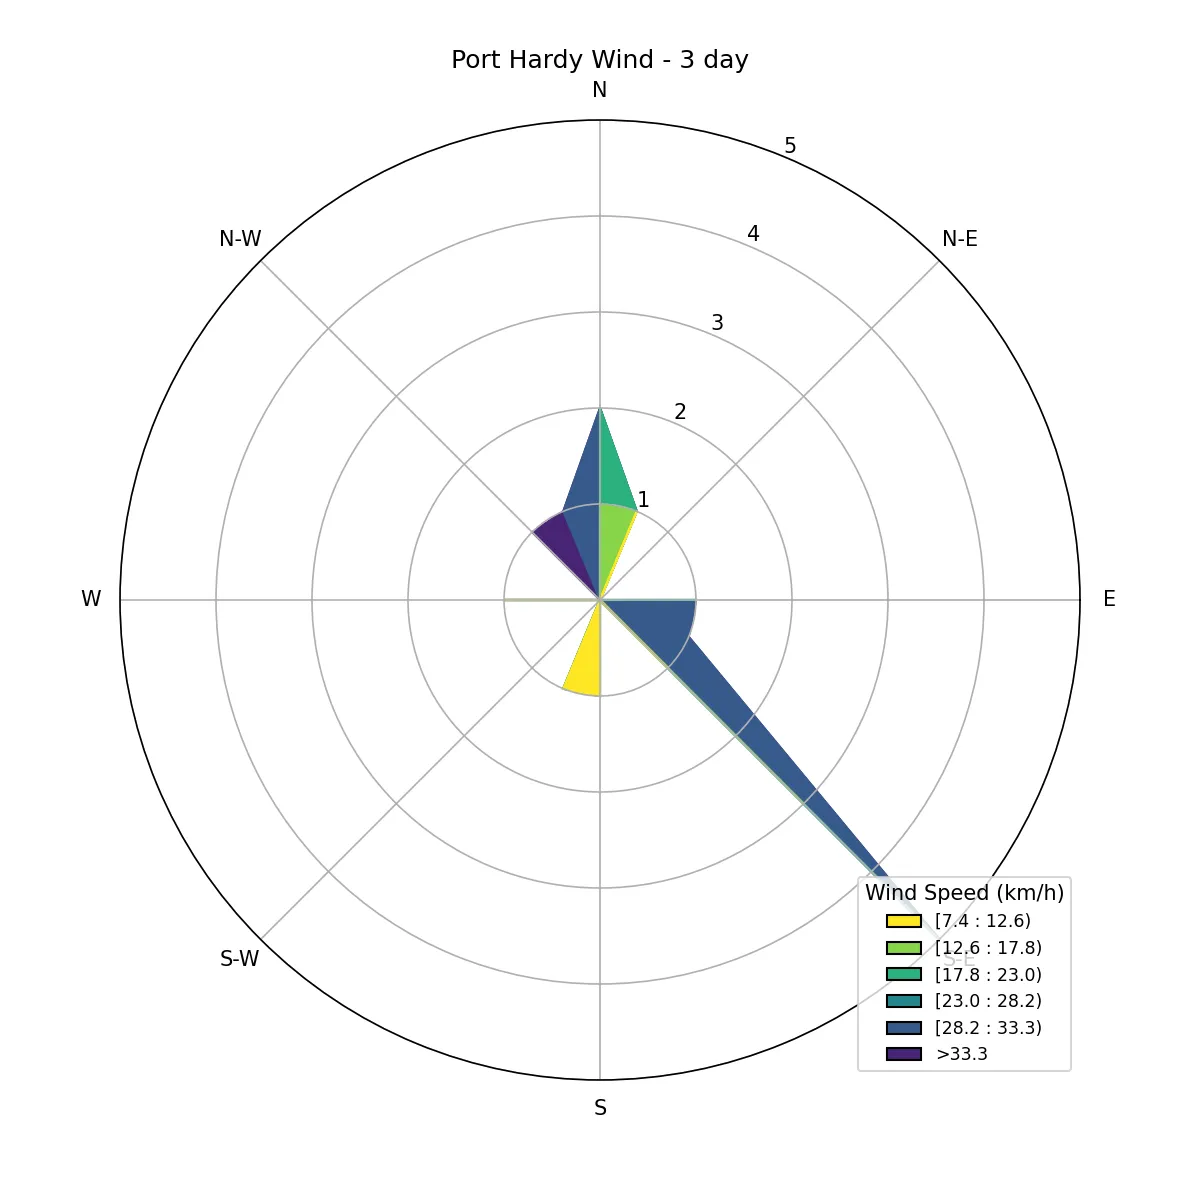 Port Hardy Wind - 3 day
N
5
N-W
N-E
4
3
2
1
W
E
Wind Speed (km/h)
[7.4 : 12.6)
[12.6 : 17.8)
S-W
S-E
[17.8 : 23.0)
[23.0 : 28.2)
[28.2 : 33.3)
>33.3
S